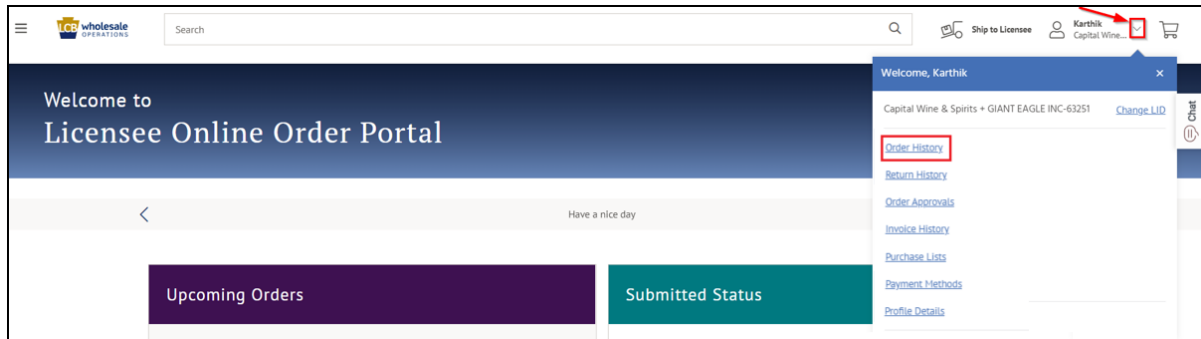 LCB wholesale
OPERATIONS
Search
Ship to Licensee
Karthik
Capital Wine...
Welcome, Karthik
Capital Wine & Spirits + GIANT EAGLE INC-63251
Change LID
Chat
Welcome to
Licensee Online Order Portal
Order History
Return History
Order Approvals
Invoice History
Purchase Lists
Payment Methods
Profile Details
Have a nice day
Upcoming Orders
Submitted Status